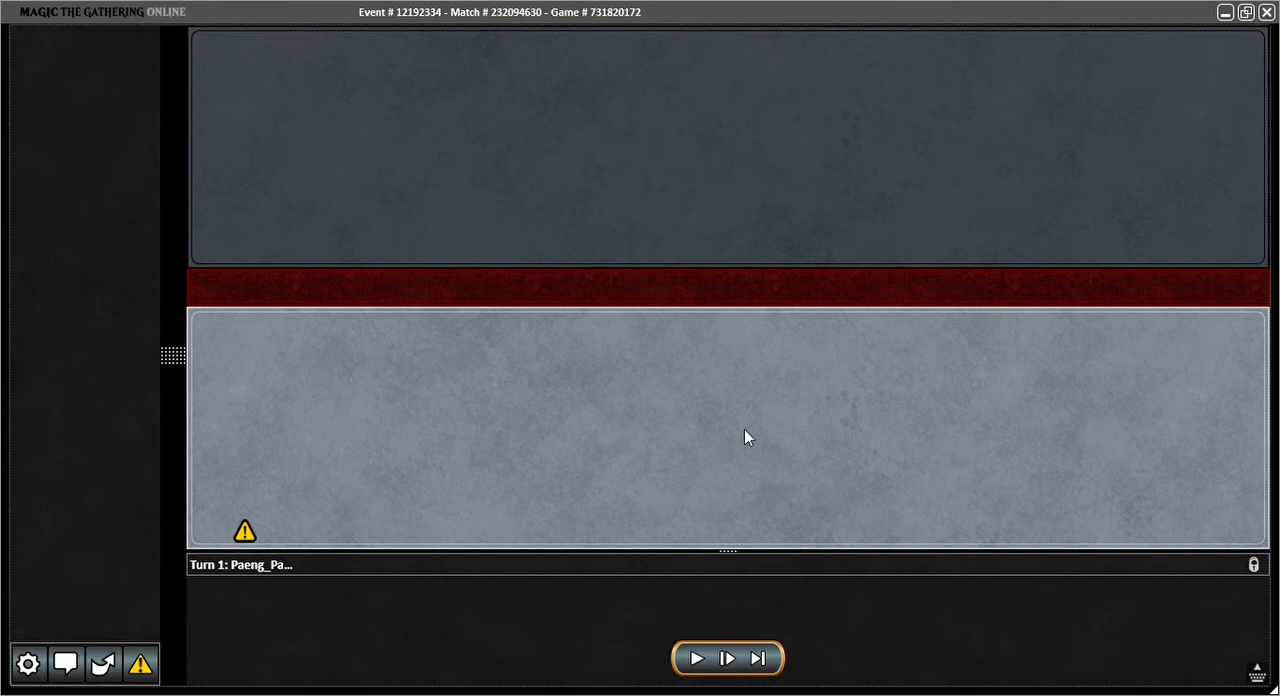 MAGIC THE GATHERING ONLINE
Event # 12192334 - Match # 232094630 - Game # 731820172
Turn 1: Paeng_Pa...